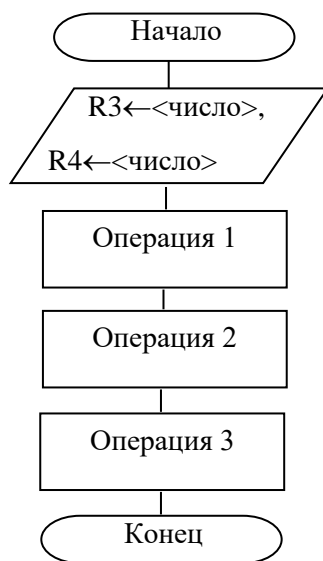 Начало
R3←<число>,
R4←<число>
Операция 1
Операция 2
Операция 3
Конец